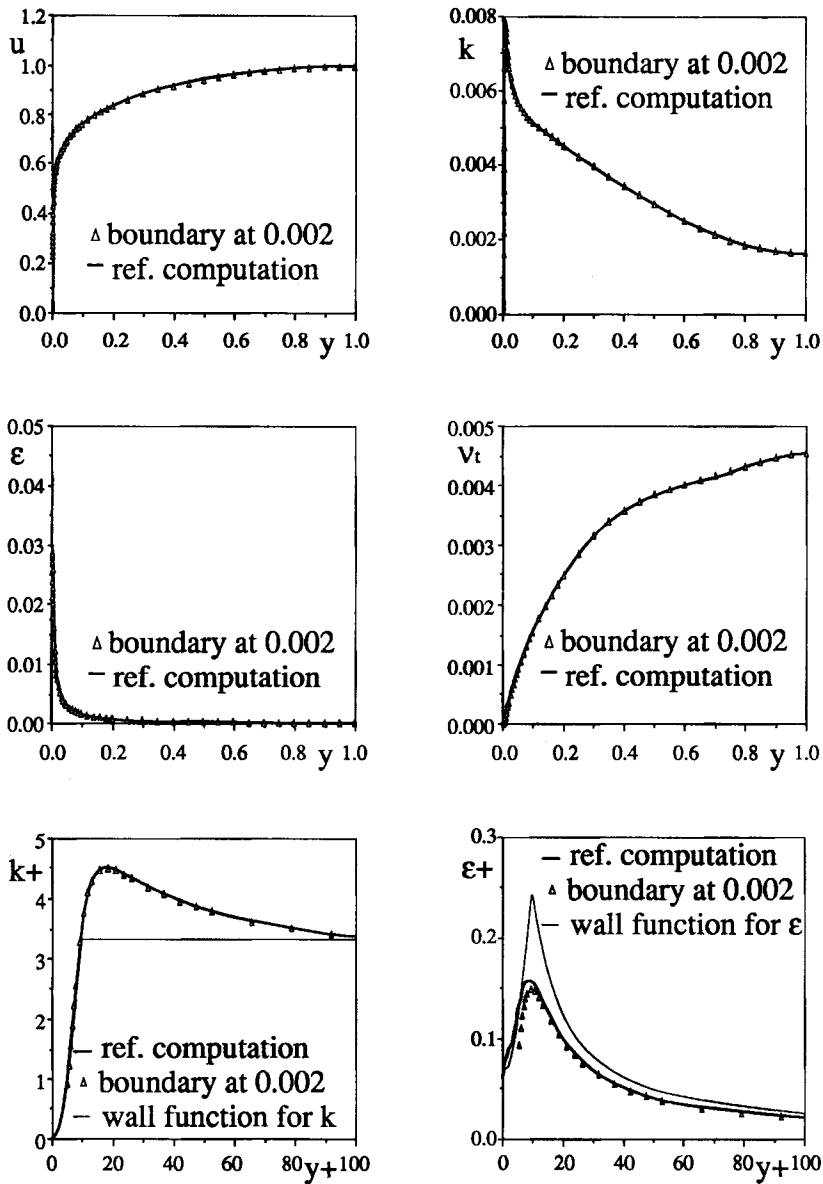 1.2
u
1.0
0.8
0.6
0.4
0.2
0.0
0.0 0.2 0.4 0.6 0.8 1.0
y
boundary at 0.002
ref. computation
0.008
k
0.006
0.004
0.002
0.000
0.0 0.2 0.4 0.6 0.8 1.0
y
boundary at 0.002
ref. computation
0.05
ε
0.04
0.03
0.02
0.01
0.00
0.0 0.2 0.4 0.6 0.8 1.0
y
boundary at 0.002
ref. computation
0.005
νt
0.004
0.003
0.002
0.001
0.000
0.0 0.2 0.4 0.6 0.8 1.0
y
boundary at 0.002
ref. computation
5
k+
4
3
2
1
0
0 20 40 60 80 100
y+
ref. computation
boundary at 0.002
wall function for k
0.3
ε+
0.2
0.1
0.0
0 20 40 60 80 100
y+
ref. computation
boundary at 0.002
wall function for ε